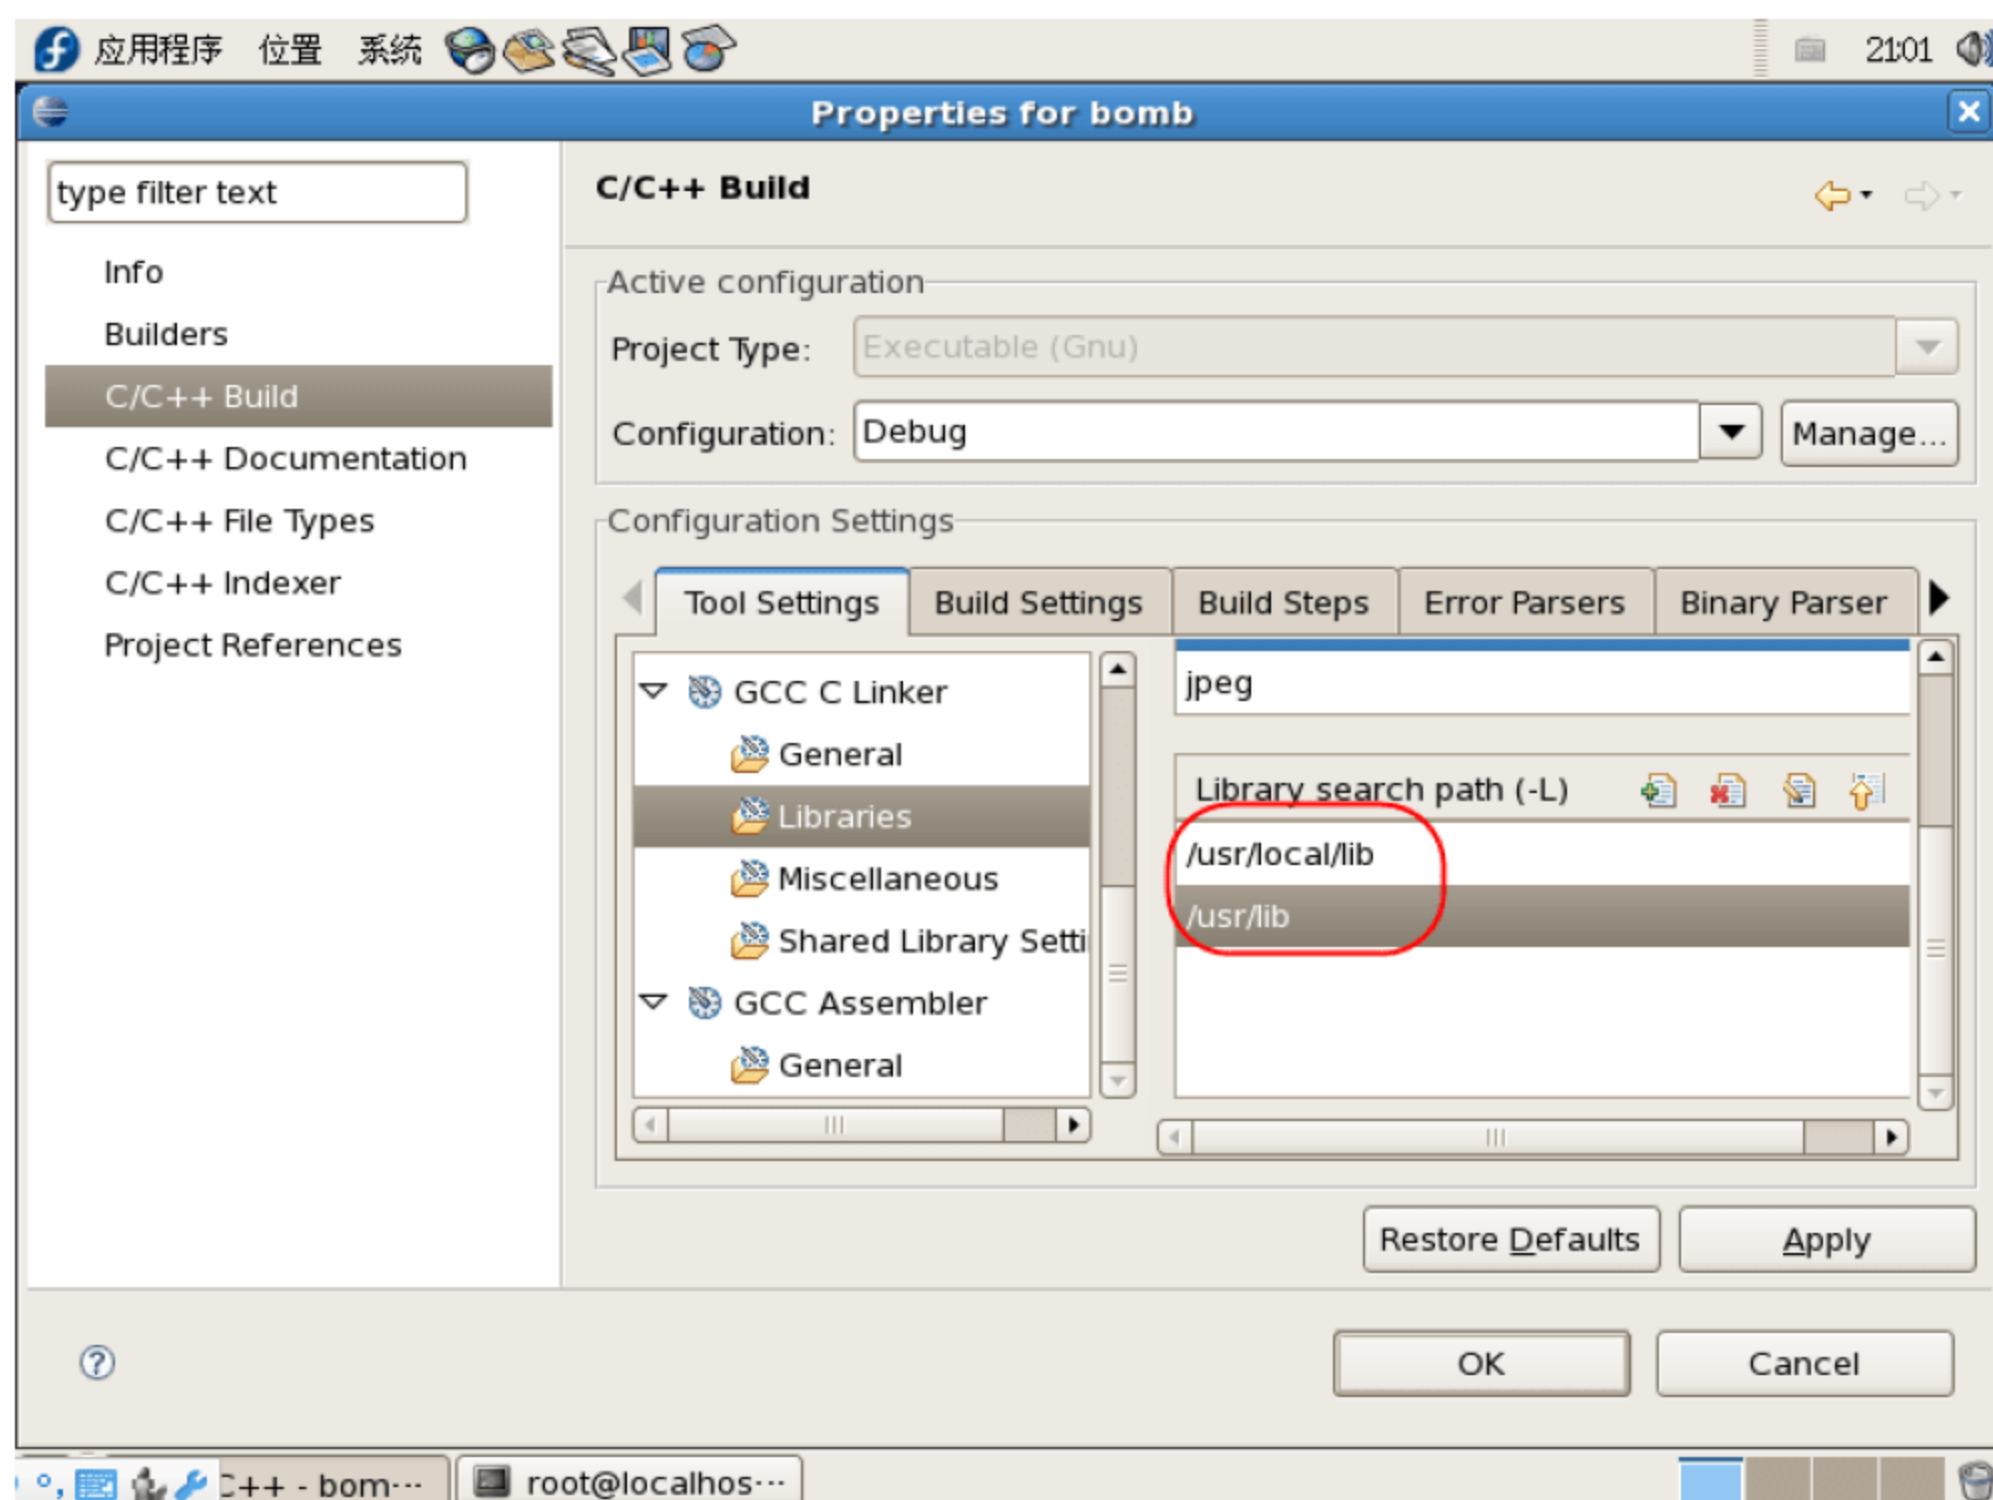 应用程序 位置 系统 21:01
Properties for bomb
type filter text
Info
Builders
C/C++ Build
C/C++ Documentation
C/C++ File Types
C/C++ Indexer
Project References
C/C++ Build
Active configuration
Project Type: Executable (Gnu)
Configuration: Debug Manage...
Configuration Settings
Tool Settings Build Settings Build Steps Error Parsers Binary Parser
GCC C Linker
General
Libraries
Miscellaneous
Shared Library Setti
GCC Assembler
General
jpeg
Library search path (-L)
/usr/local/lib
/usr/lib
Restore Defaults Apply
OK Cancel
C++ - bom··· root@localhos···